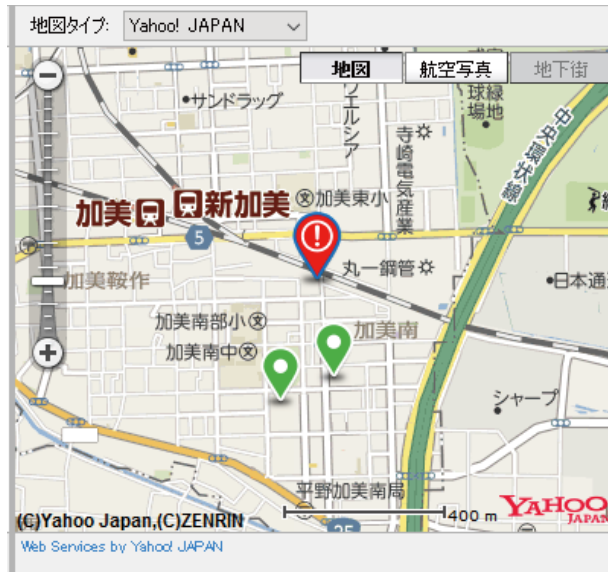 地図タイプ: Yahoo! JAPAN
地図 航空写真 地下街
サンドラッグ
ウエルシア
球緑
場地
寺崎電気産業
中央環状線
加美 新加美
加美東小
5
丸一鋼管
加美鞍作
日本通
加美南部小
加美南
加美南中
シャープ
平野加美南局
400 m
YAHOO
JAPAN
(C)Yahoo Japan,(C)ZENRIN
25
Web Services by Yahoo! JAPAN